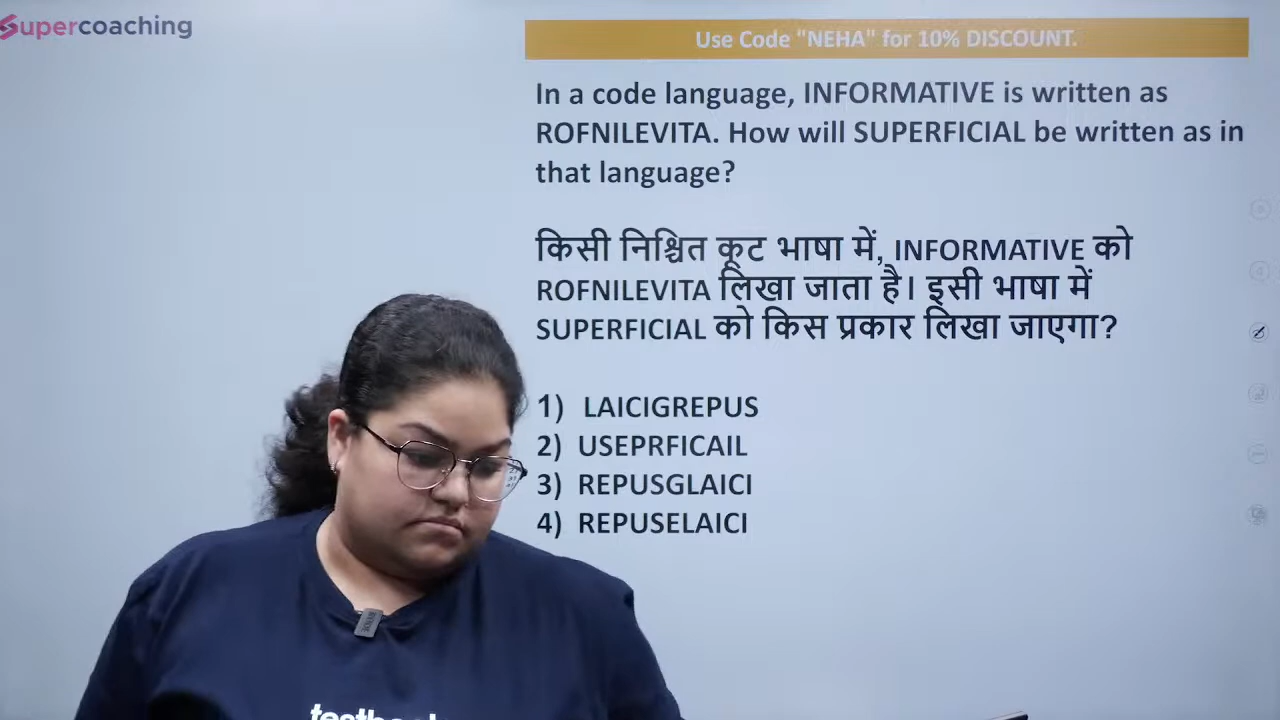 Supercoaching
Use Code "NEHA" for 10% DISCOUNT.
In a code language, INFORMATIVE is written as
ROFNILEVITA. How will SUPERFICIAL be written as in
that language?
किसी निश्चित कूट भाषा में, INFORMATIVE को
ROFNILEVITA लिखा जाता है। इसी भाषा में
SUPERFICIAL को किस प्रकार लिखा जाएगा?
1) LAICIGREPUS
2) USEPRFICAIL
3) REPUSGLAICI
4) REPUSELAICI